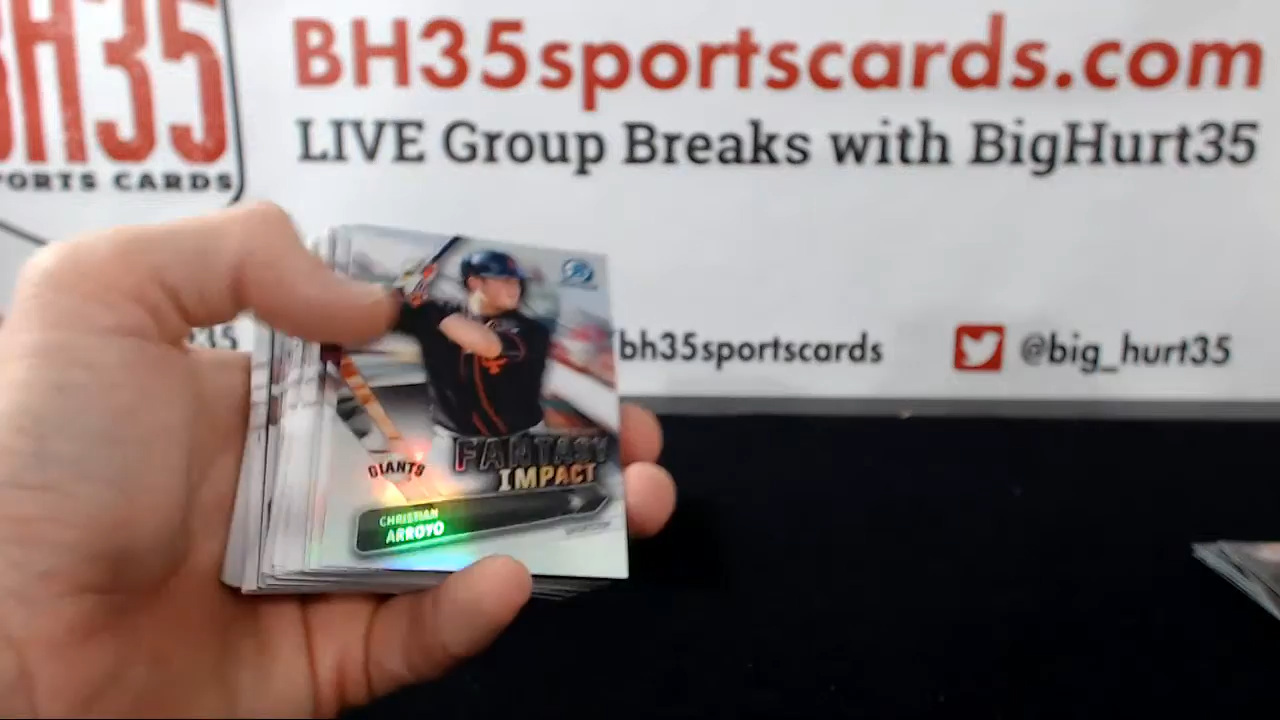 BH35
SPORTS CARDS
BH35sportscards.com
LIVE Group Breaks with BigHurt35
bh35sportscards
@big_hurt35
GIANTS
FANTASY
IMPACT
CHRISTIAN
ARROYO